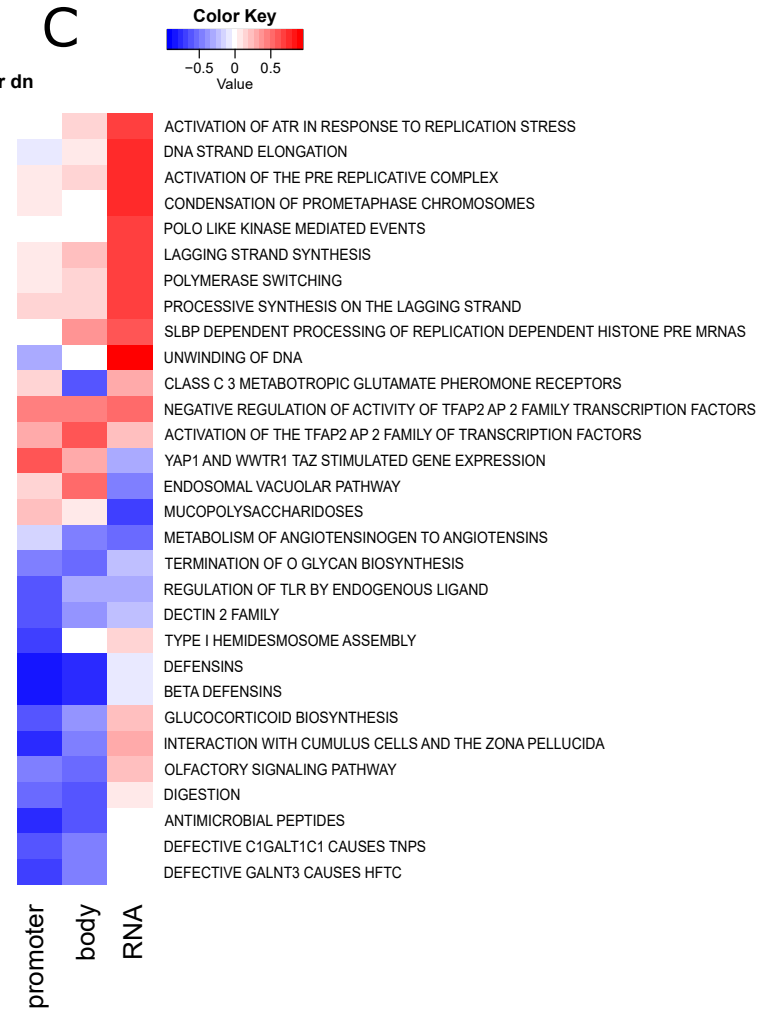 C
Color Key
−0.5 0 0.5
Value
r dn
ACTIVATION OF ATR IN RESPONSE TO REPLICATION STRESS
DNA STRAND ELONGATION
ACTIVATION OF THE PRE REPLICATIVE COMPLEX
CONDENSATION OF PROMETAPHASE CHROMOSOMES
POLO LIKE KINASE MEDIATED EVENTS
LAGGING STRAND SYNTHESIS
POLYMERASE SWITCHING
PROCESSIVE SYNTHESIS ON THE LAGGING STRAND
SLBP DEPENDENT PROCESSING OF REPLICATION DEPENDENT HISTONE PRE MRNAS
UNWINDING OF DNA
CLASS C 3 METABOTROPIC GLUTAMATE PHEROMONE RECEPTORS
NEGATIVE REGULATION OF ACTIVITY OF TFAP2 AP 2 FAMILY TRANSCRIPTION FACTORS
ACTIVATION OF THE TFAP2 AP 2 FAMILY OF TRANSCRIPTION FACTORS
YAP1 AND WWTR1 TAZ STIMULATED GENE EXPRESSION
ENDOSOMAL VACUOLAR PATHWAY
MUCOPOLYSACCHARIDOSES
METABOLISM OF ANGIOTENSINOGEN TO ANGIOTENSINS
TERMINATION OF O GLYCAN BIOSYNTHESIS
REGULATION OF TLR BY ENDOGENOUS LIGAND
DECTIN 2 FAMILY
TYPE I HEMIDESMOSOME ASSEMBLY
DEFENSINS
BETA DEFENSINS
GLUCOCORTICOID BIOSYNTHESIS
INTERACTION WITH CUMULUS CELLS AND THE ZONA PELLUCIDA
OLFACTORY SIGNALING PATHWAY
DIGESTION
ANTIMICROBIAL PEPTIDES
DEFECTIVE C1GALT1C1 CAUSES TNPS
DEFECTIVE GALNT3 CAUSES HFTC
promoter
body
RNA